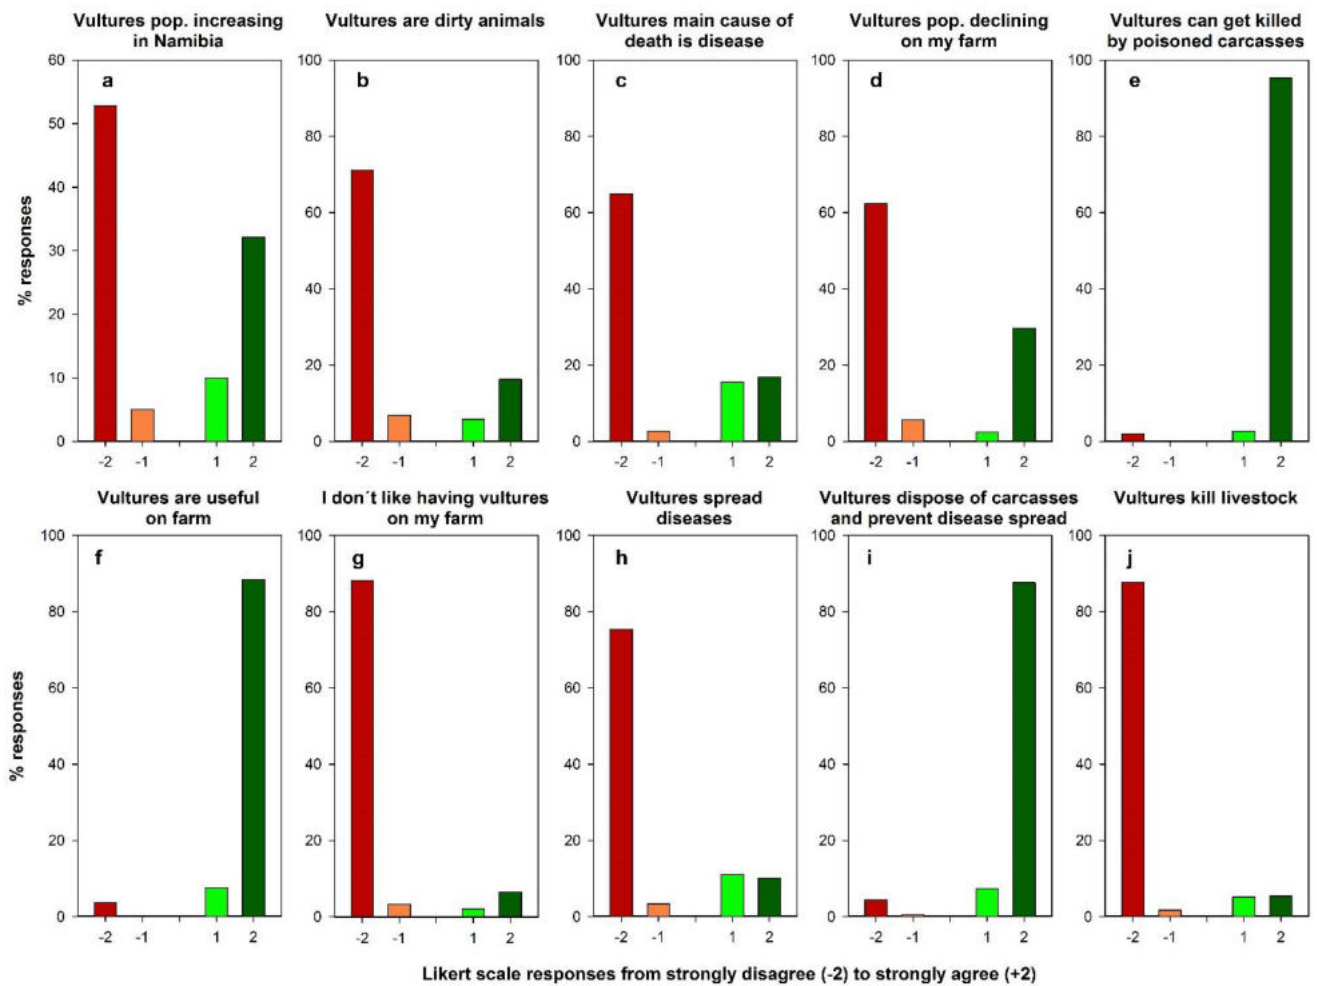 Vultures pop. increasing
in Namibia
Vultures are dirty animals
Vultures main cause of
death is disease
Vultures pop. declining
on my farm
Vultures can get killed
by poisoned carcasses
a
b
c
d
e
% responses
60
50
40
30
20
10
0
100
80
60
40
20
0
100
80
60
40
20
0
100
80
60
40
20
0
100
80
60
40
20
0
-2 -1 1 2
-2 -1 1 2
-2 -1 1 2
-2 -1 1 2
-2 -1 1 2
Vultures are useful
on farm
I don´t like having vultures
on my farm
Vultures spread
diseases
Vultures dispose of carcasses
and prevent disease spread
Vultures kill livestock
f
g
h
i
j
% responses
100
80
60
40
20
0
100
80
60
40
20
0
100
80
60
40
20
0
100
80
60
40
20
0
100
80
60
40
20
0
-2 -1 1 2
-2 -1 1 2
-2 -1 1 2
-2 -1 1 2
-2 -1 1 2
Likert scale responses from strongly disagree (-2) to strongly agree (+2)